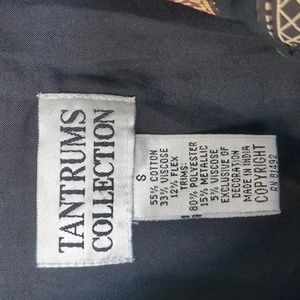 TANTRUMS
COLLECTION
S
55% COTTON
33% VISCOSE
12% FLEX
TRIMS:
80% POLYESTER
15% METALLIC
5% VISCOSE
EXCLUSIVE OF
DECORATION
MADE IN INDIA
COPYRIGHT
RN 81492